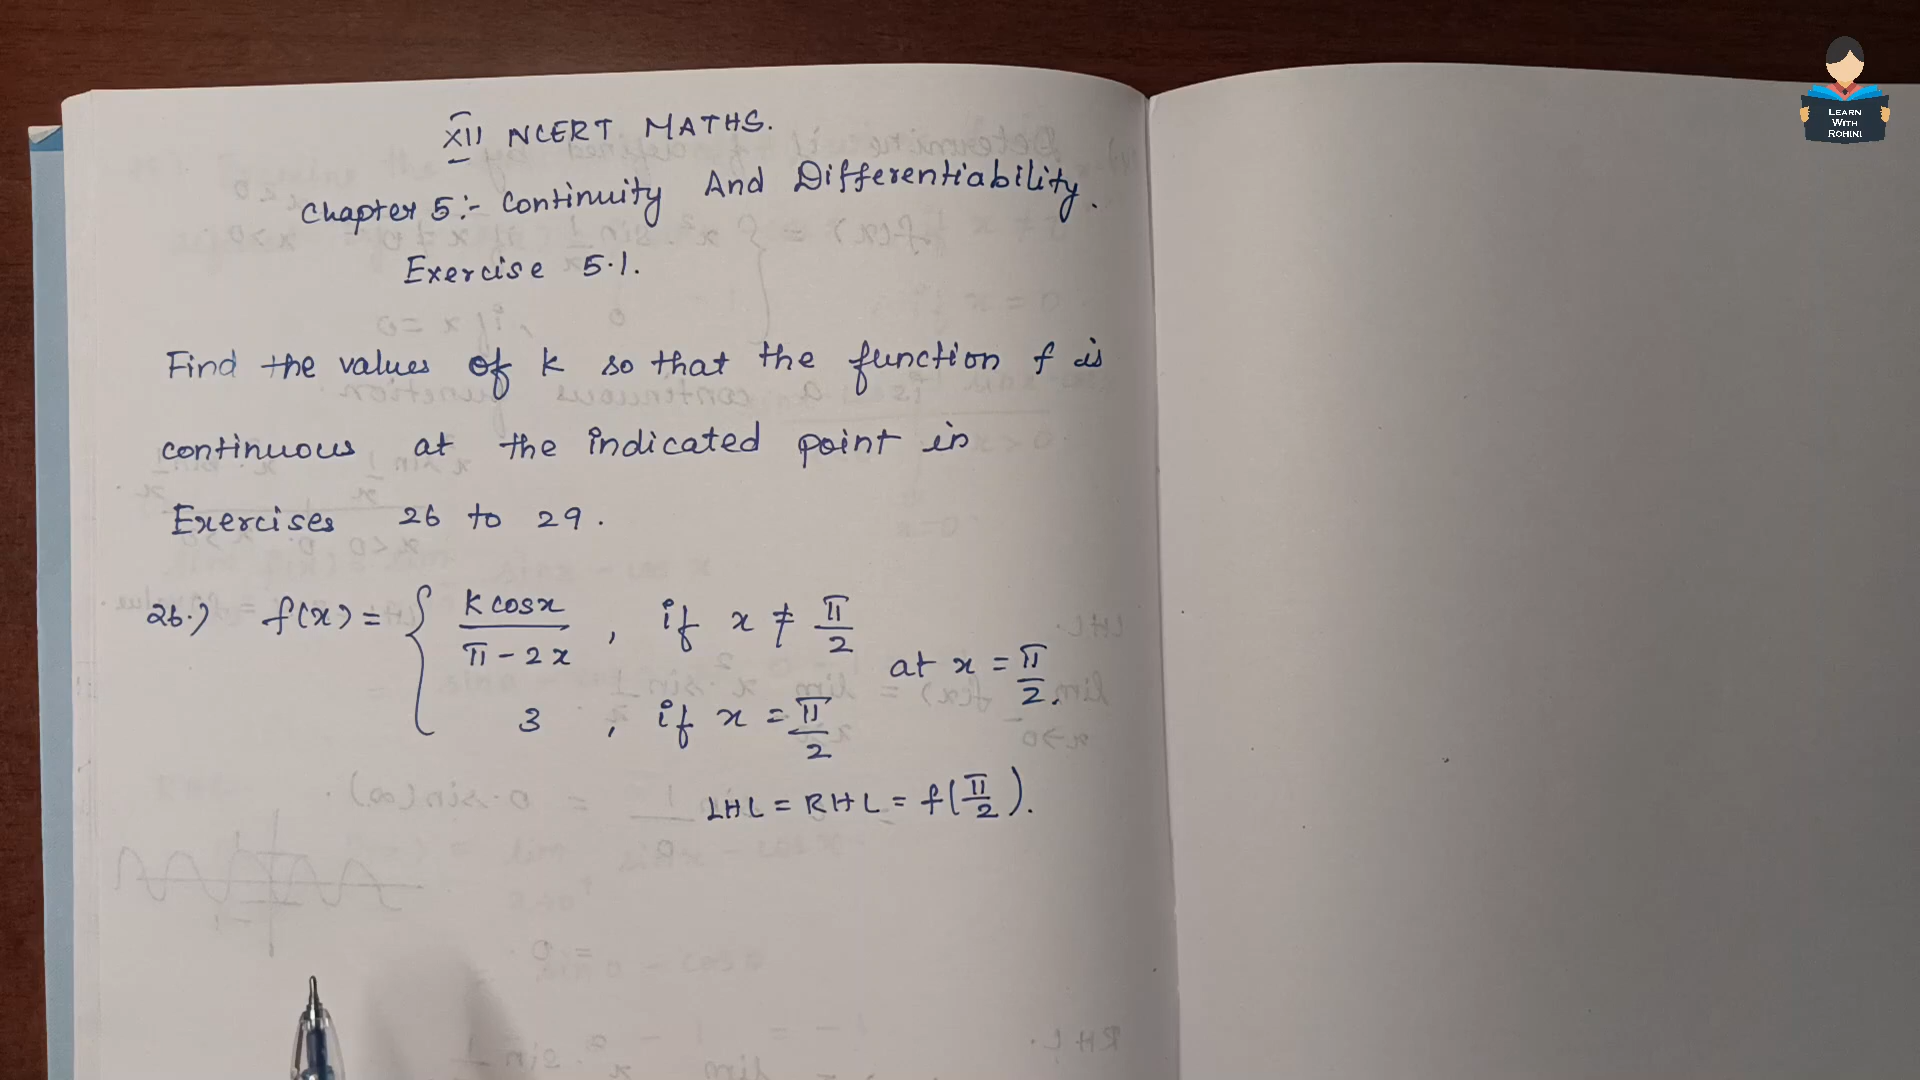 XII NCERT MATHS.
Chapter 5:- Continuity And Differentiability.
Exercise 5.1.
Find the values of k so that the function f is
continuous at the indicated point in
Exercises 26 to 29.
26.) f(x) = { k cosx / π - 2x , if x ≠ π/2
at x = π/2.
3 , if x = π/2
LHL = RHL = f(π/2).
LEARN
WITH
ROHINI